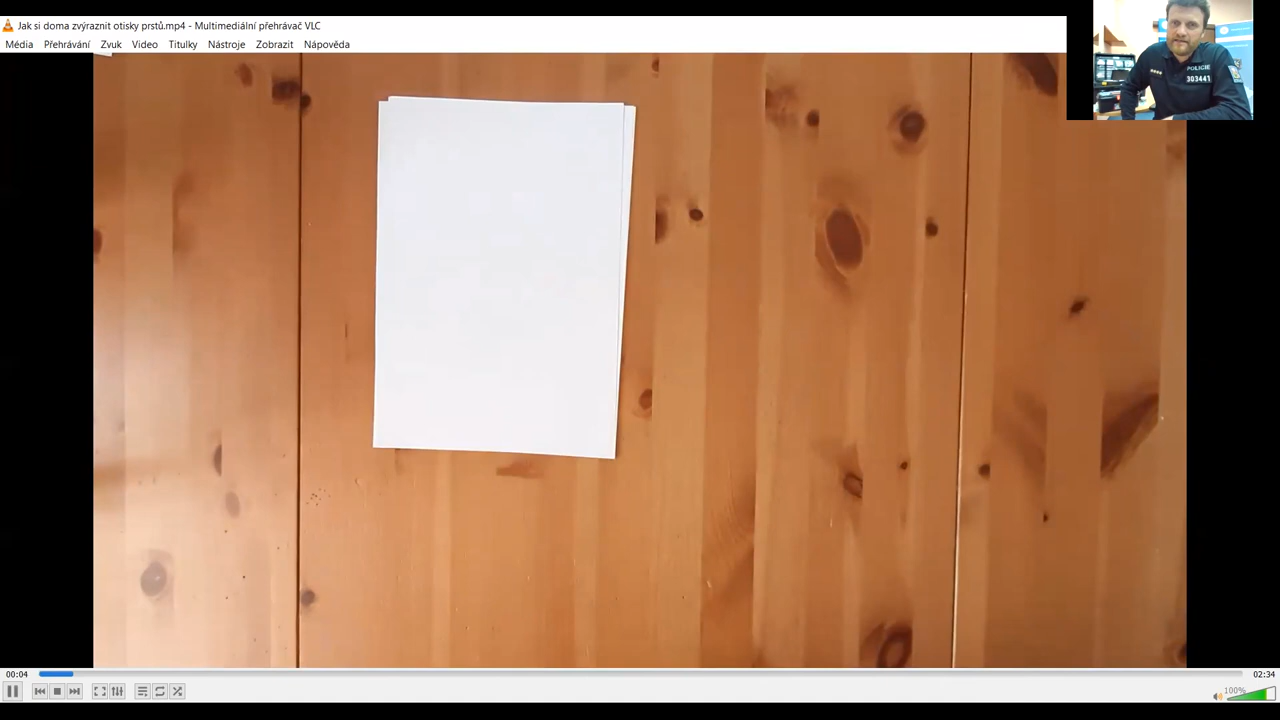 Jak si doma zvýraznit otisky prstů.mp4 - Multimediální přehrávač VLC
Média Přehrávání Zvuk Video Titulky Nástroje Zobrazit Nápověda
POLICIE
303441
00:04
02:34
100%